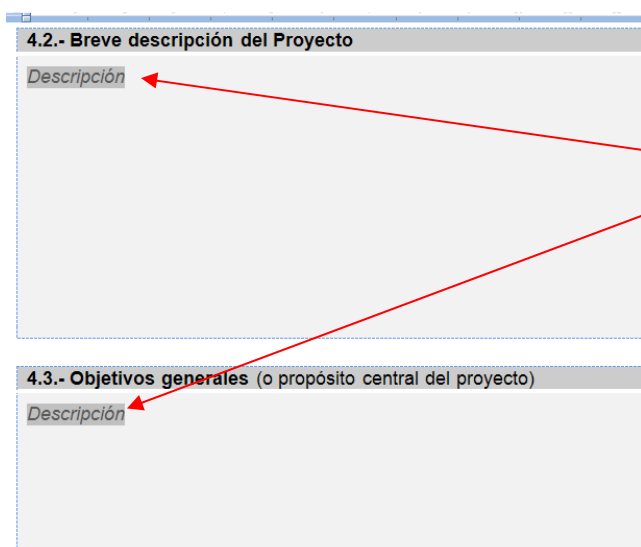 4.2.- Breve descripción del Proyecto
Descripción
4.3.- Objetivos generales (o propósito central del proyecto)
Descripción